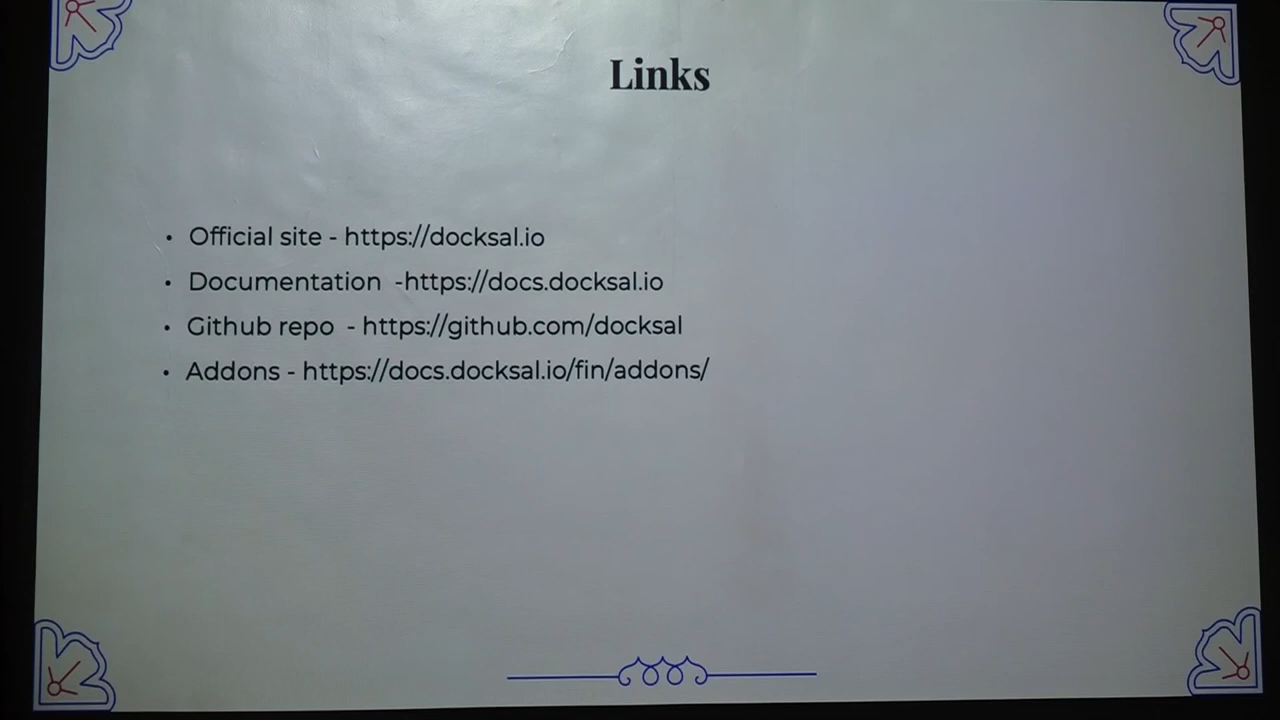 Links
• Official site - https://docksal.io
• Documentation  -https://docs.docksal.io
• Github repo  - https://github.com/docksal
• Addons - https://docs.docksal.io/fin/addons/